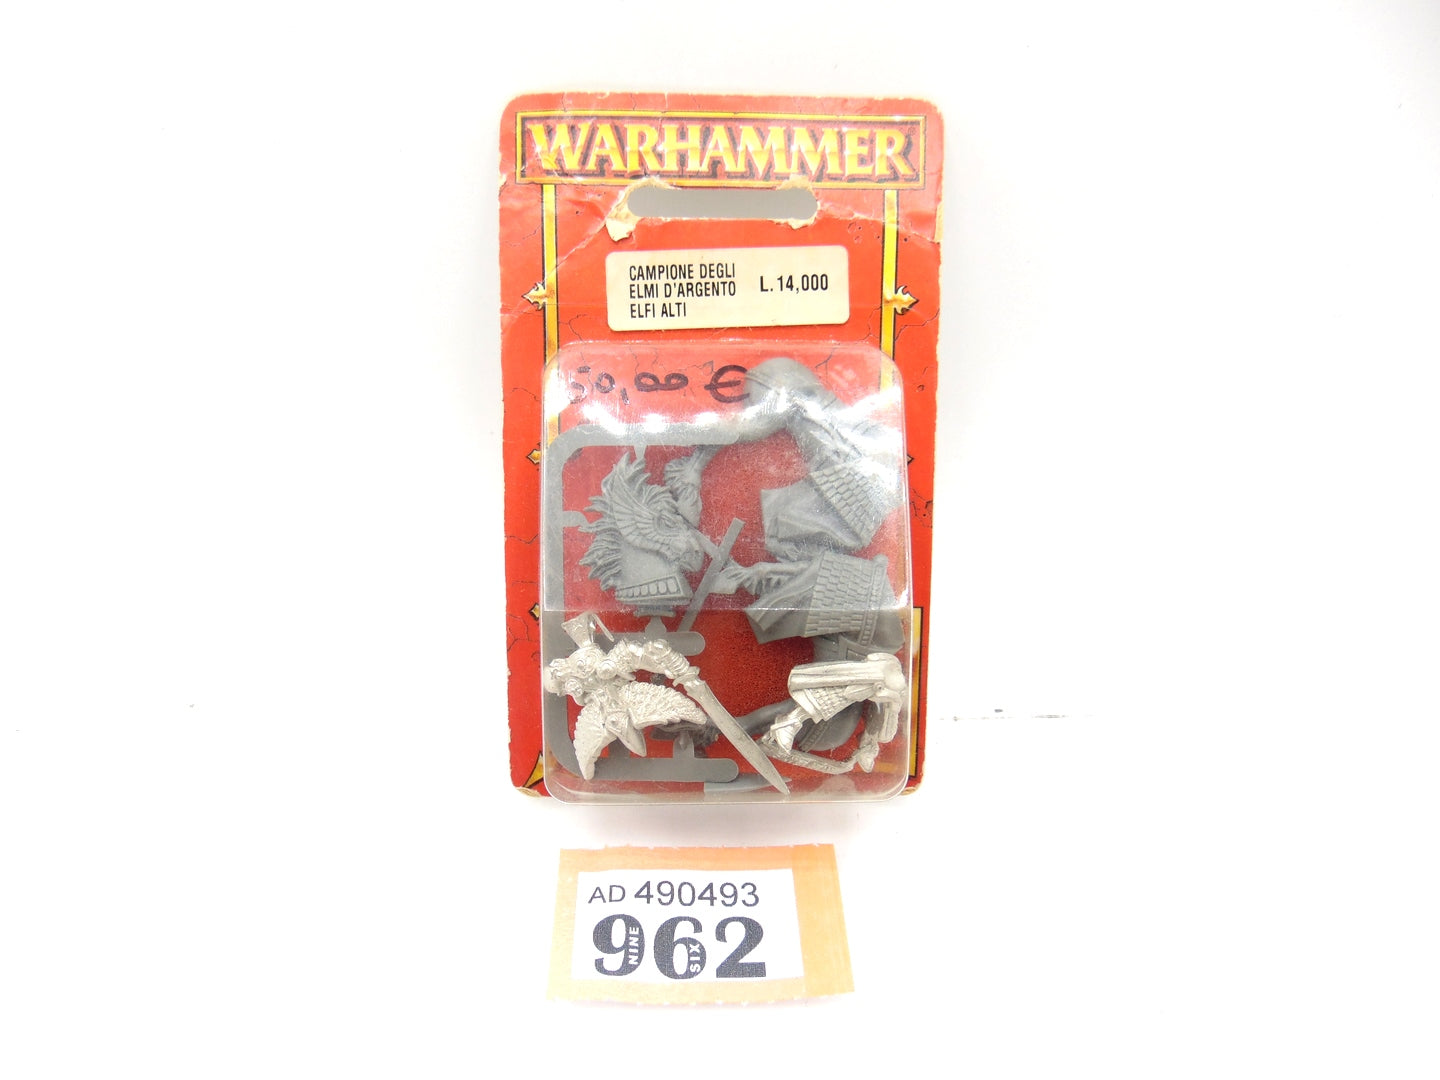 WARHAMMER
CAMPIONE DEGLI
ELMI D'ARGENTO L.14,000
ELFI ALTI
50,00 €
AD 490493
962
NINE
SIX